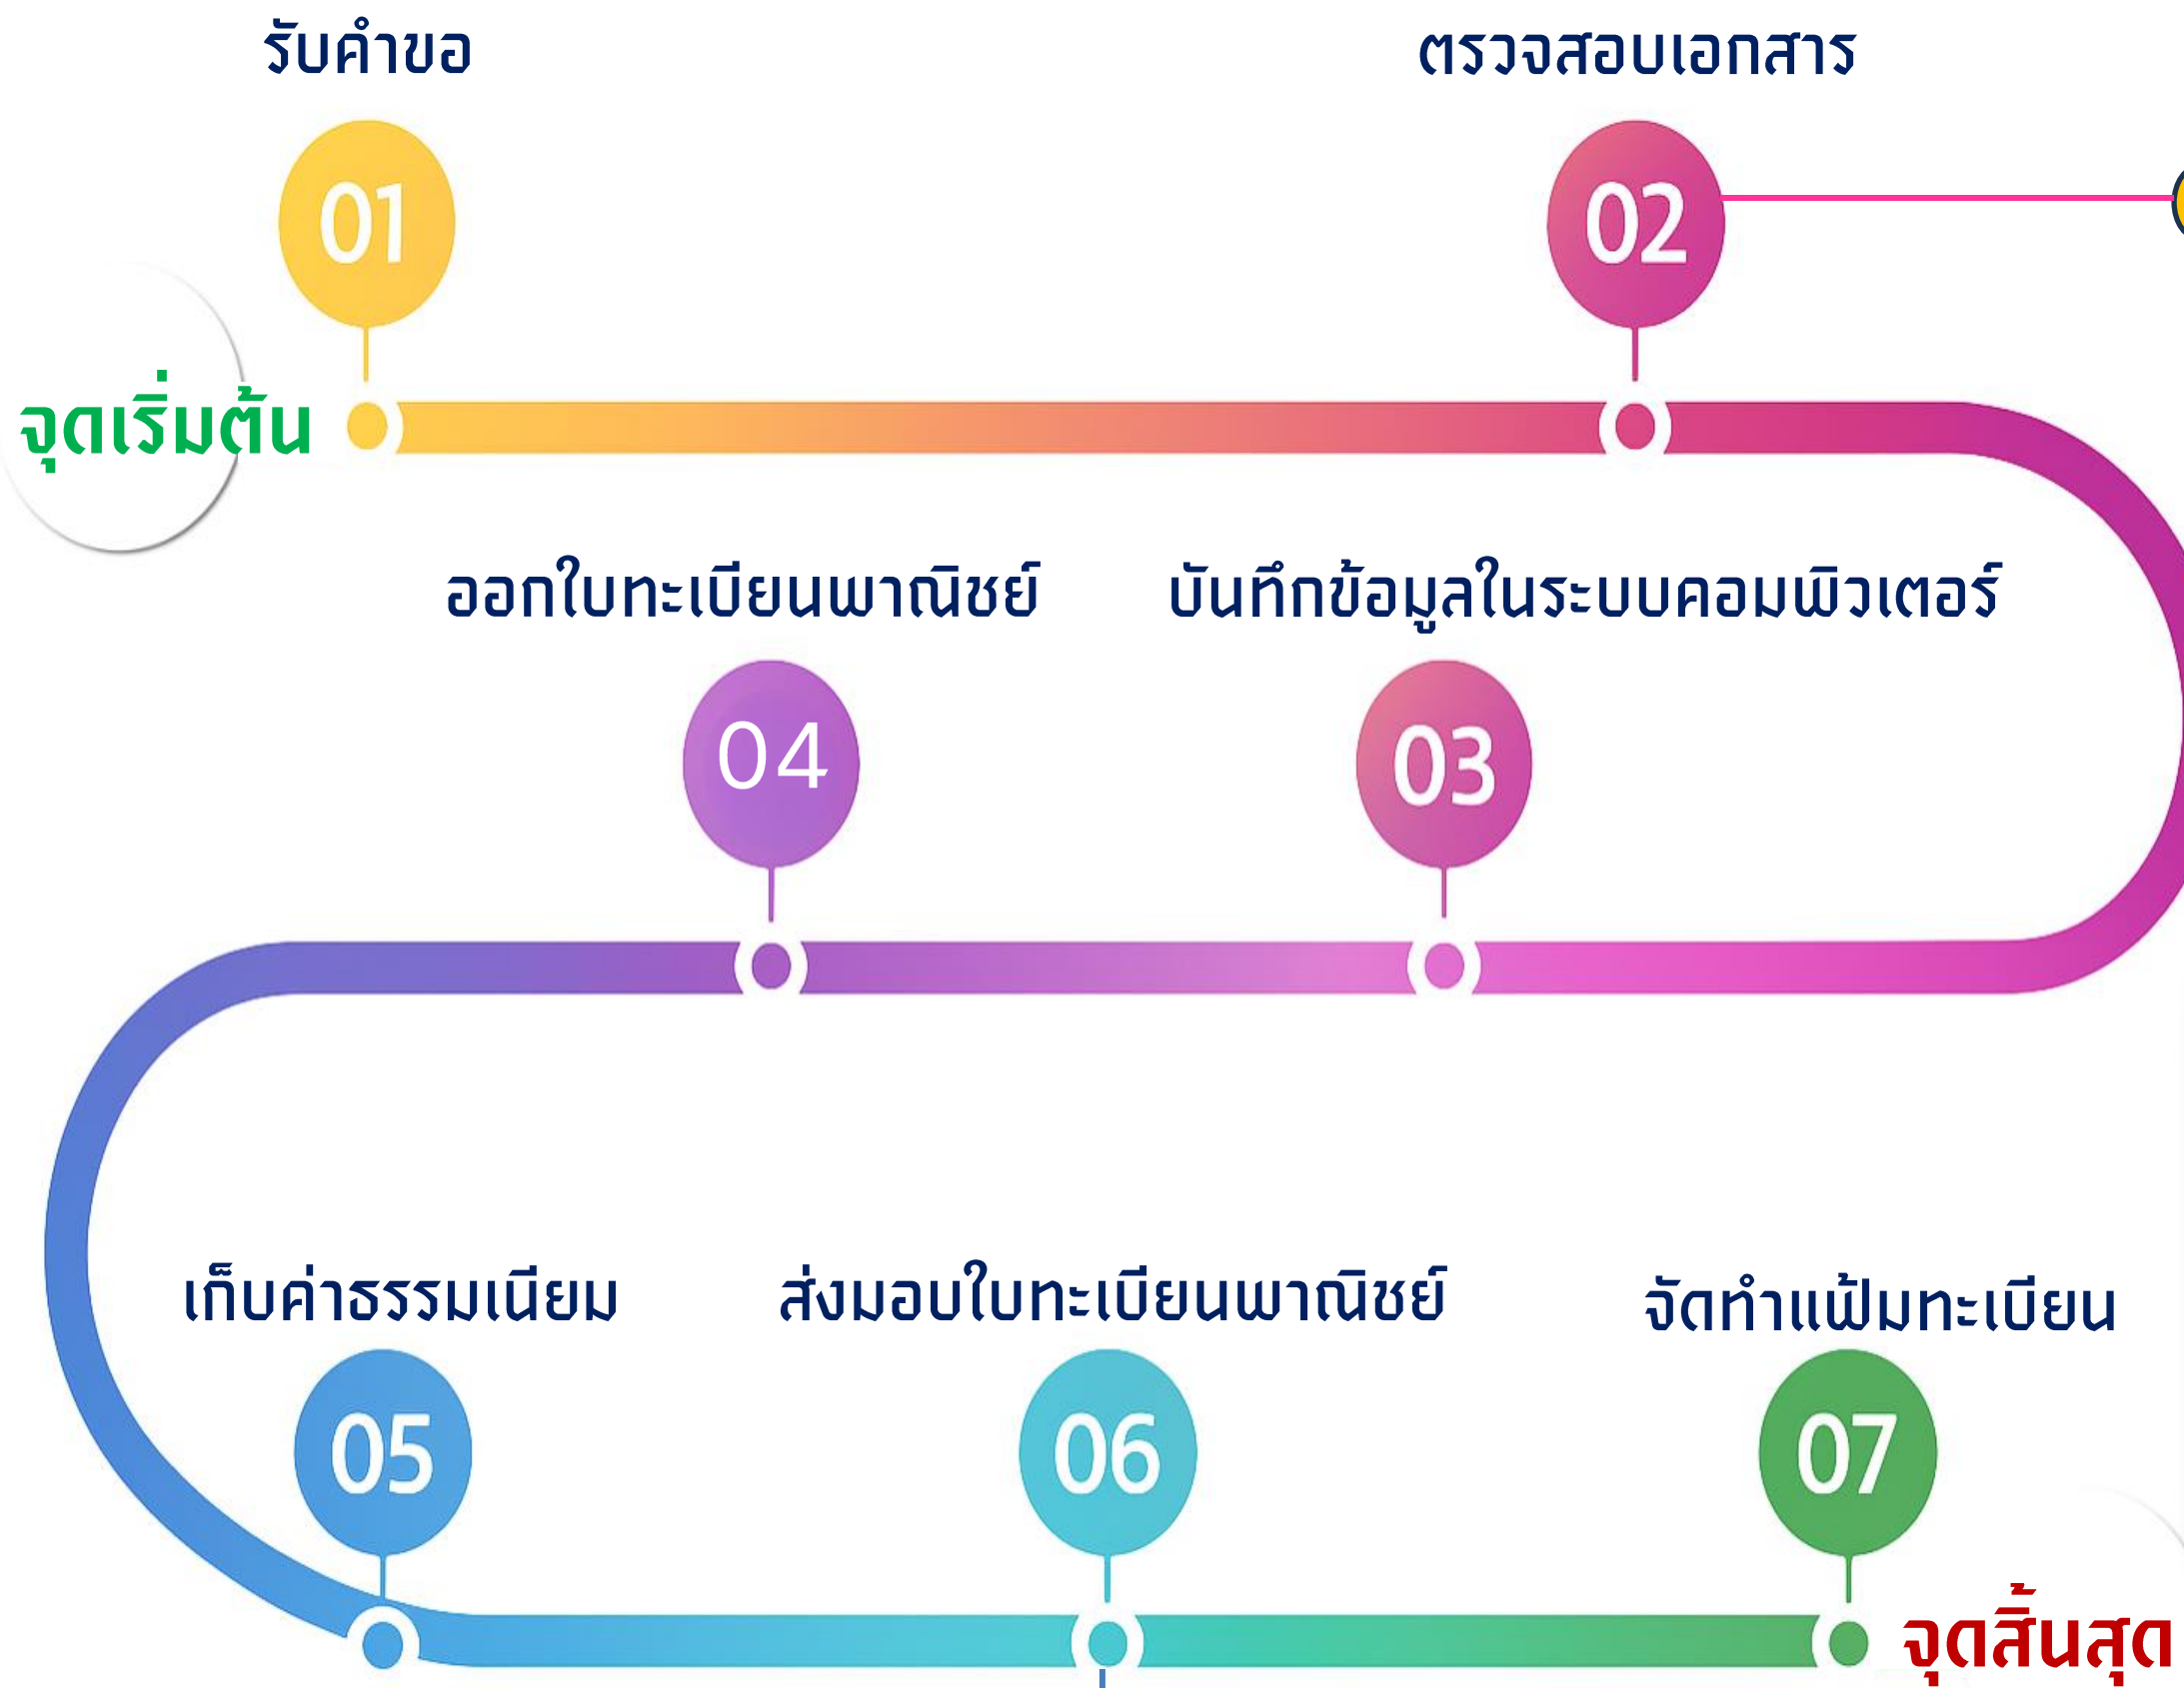 รับคำขอ
ตรวจสอบเอกสาร
01
02
จุดเริ่มต้น
ออกใบทะเบียนพาณิชย์
บันทึกข้อมูลในระบบคอมพิวเตอร์
04
03
เก็บค่าธรรมเนียม
ส่งมอบใบทะเบียนพาณิชย์
จัดทำแฟ้มทะเบียน
05
06
07
จุดสิ้นสุด